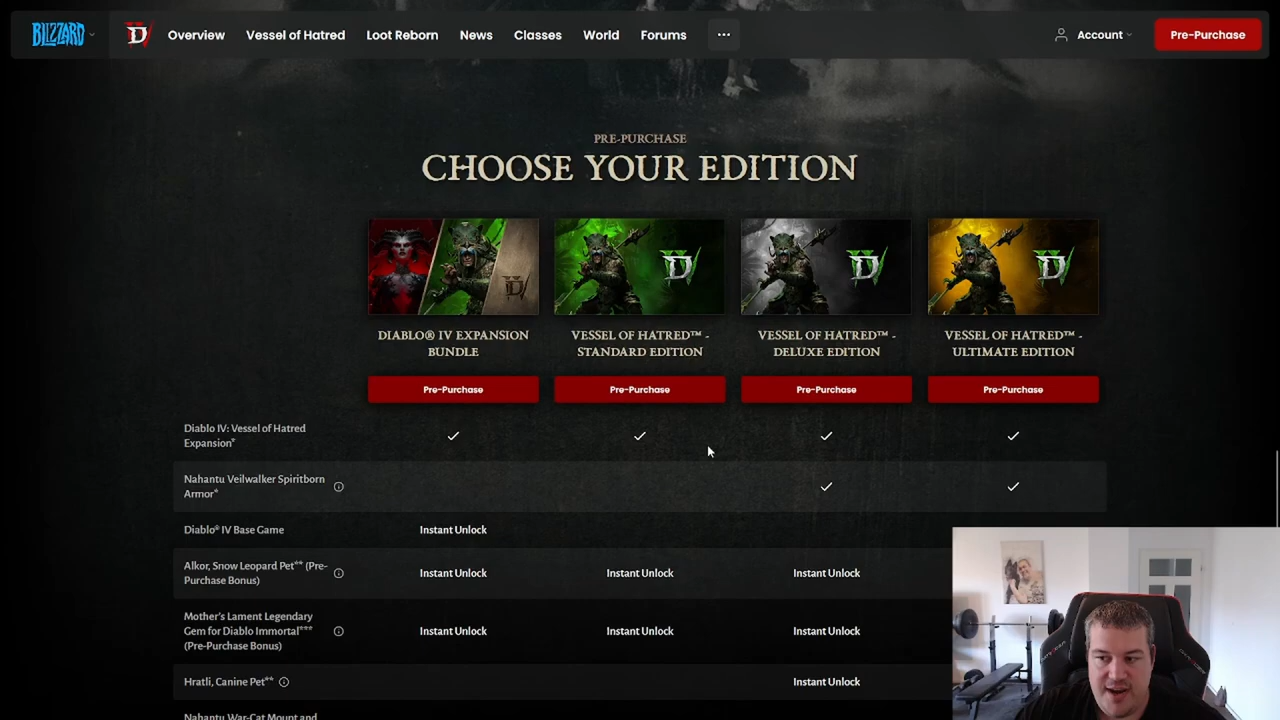 BLIZZARD
Overview
Vessel of Hatred
Loot Reborn
News
Classes
World
Forums
...
Account
Pre-Purchase
PRE-PURCHASE
CHOOSE YOUR EDITION
DIABLO® IV EXPANSION
BUNDLE
VESSEL OF HATRED™ -
STANDARD EDITION
VESSEL OF HATRED™ -
DELUXE EDITION
VESSEL OF HATRED™ -
ULTIMATE EDITION
Pre-Purchase
Pre-Purchase
Pre-Purchase
Pre-Purchase
Diablo IV: Vessel of Hatred
Expansion*
Nahantu Veilwalker Spiritborn
Armor*
Diablo® IV Base Game
Instant Unlock
Alkor, Snow Leopard Pet** (Pre-
Purchase Bonus)
Instant Unlock
Instant Unlock
Instant Unlock
Mother's Lament Legendary
Gem for Diablo Immortal***
(Pre-Purchase Bonus)
Instant Unlock
Instant Unlock
Instant Unlock
Hratli, Canine Pet**
Instant Unlock
Nahantu War-Cat Mount and